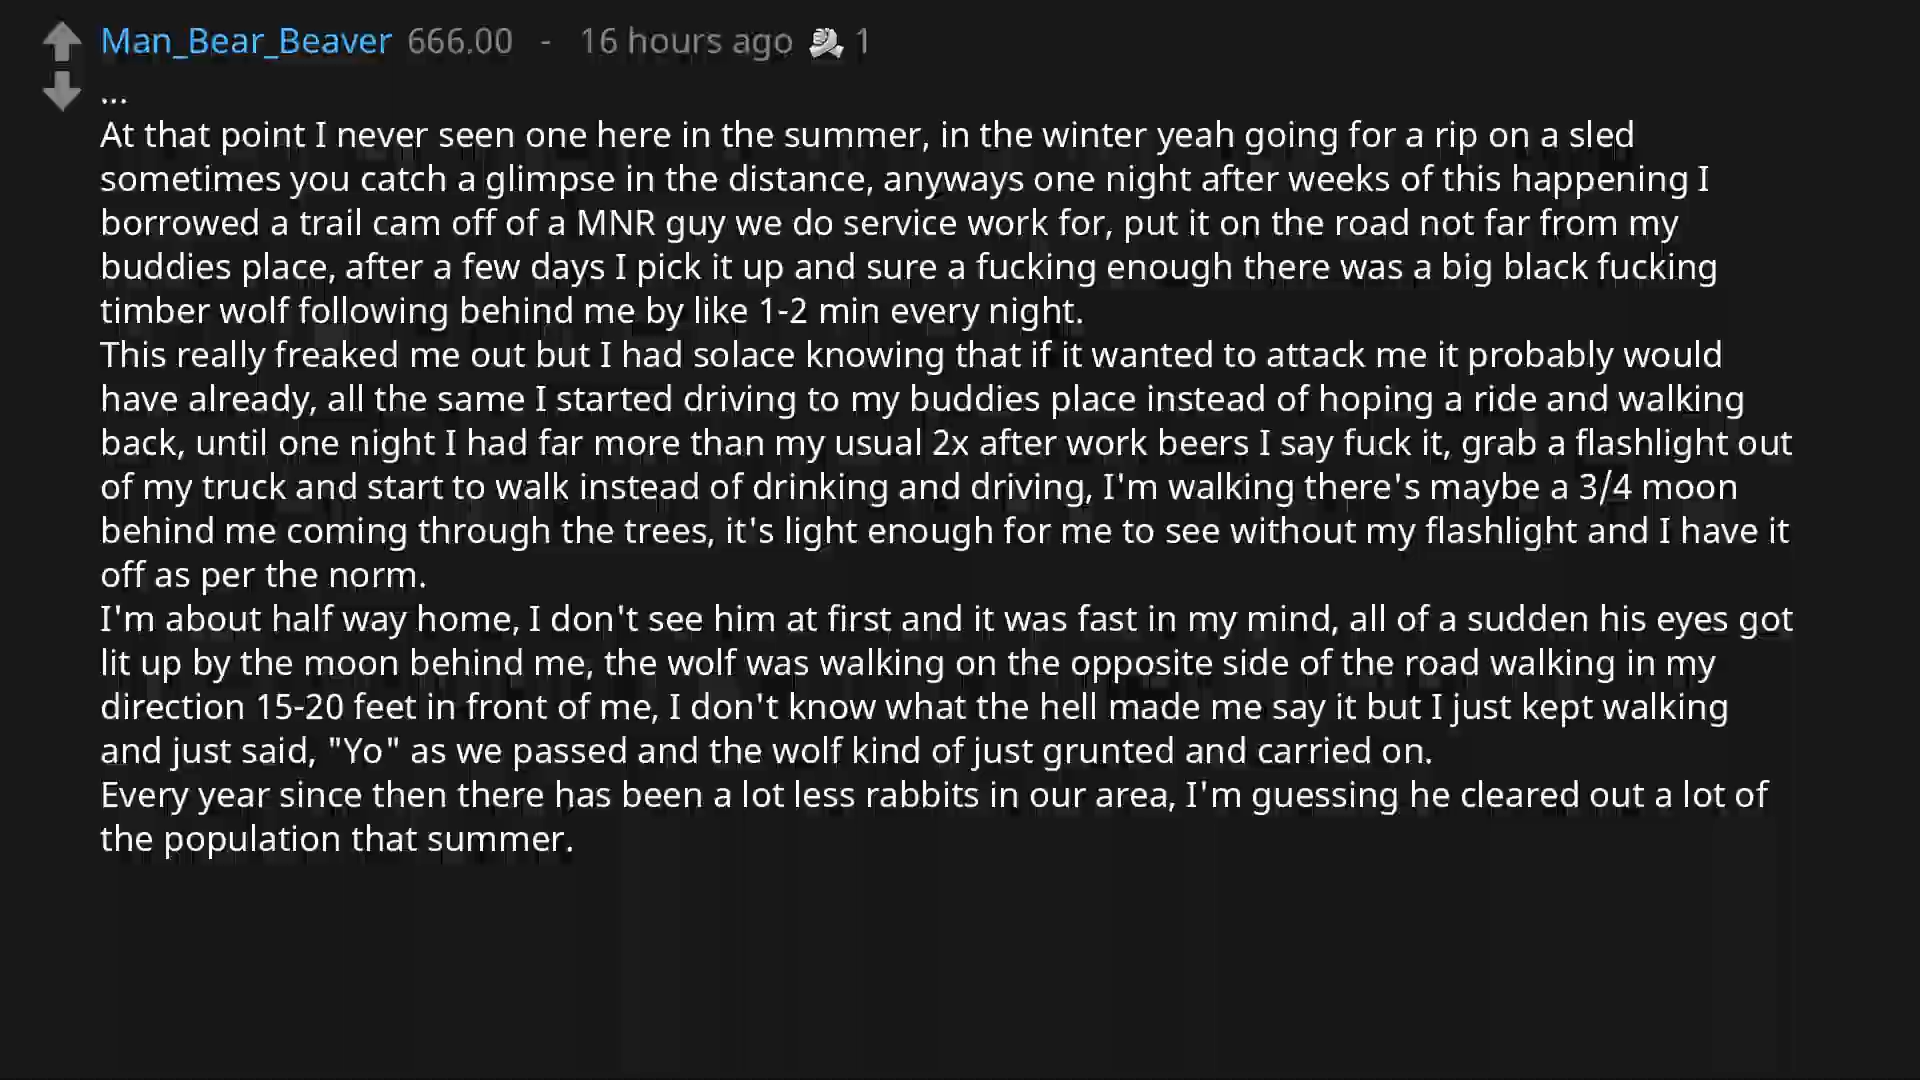 Man_Bear_Beaver 666.00 - 16 hours ago 1
...
At that point I never seen one here in the summer, in the winter yeah going for a rip on a sled
sometimes you catch a glimpse in the distance, anyways one night after weeks of this happening I
borrowed a trail cam off of a MNR guy we do service work for, put it on the road not far from my
buddies place, after a few days I pick it up and sure a fucking enough there was a big black fucking
timber wolf following behind me by like 1-2 min every night.
This really freaked me out but I had solace knowing that if it wanted to attack me it probably would
have already, all the same I started driving to my buddies place instead of hoping a ride and walking
back, until one night I had far more than my usual 2x after work beers I say fuck it, grab a flashlight out
of my truck and start to walk instead of drinking and driving, I'm walking there's maybe a 3/4 moon
behind me coming through the trees, it's light enough for me to see without my flashlight and I have it
off as per the norm.
I'm about half way home, I don't see him at first and it was fast in my mind, all of a sudden his eyes got
lit up by the moon behind me, the wolf was walking on the opposite side of the road walking in my
direction 15-20 feet in front of me, I don't know what the hell made me say it but I just kept walking
and just said, "Yo" as we passed and the wolf kind of just grunted and carried on.
Every year since then there has been a lot less rabbits in our area, I'm guessing he cleared out a lot of
the population that summer.